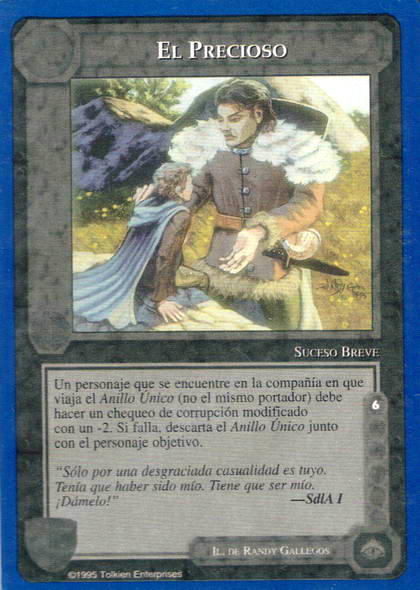 El Precioso
Suceso Breve
Un personaje que se encuentre en la compañía en que
viaja el Anillo Único (no el mismo portador) debe
hacer un chequeo de corrupción modificado
con un -2. Si falla, descarta el Anillo Único junto
con el personaje objetivo.
6
“Sólo por una desgraciada casualidad es tuyo.
Tenía que haber sido mío. Tiene que ser mío.
¡Dámelo!” —SdlA I
Il. de Randy Gallegos
©1995 Tolkien Enterprises